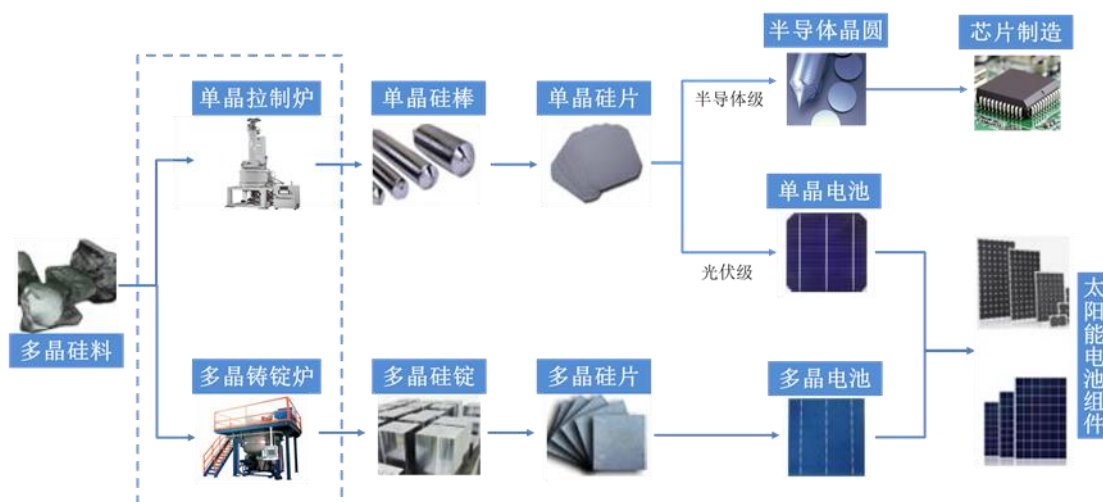 半导体晶圆
芯片制造
单晶拉制炉
单晶硅棒
单晶硅片
半导体级
单晶电池
光伏级
多晶硅料
太阳能电池组件
多晶铸锭炉
多晶硅锭
多晶硅片
多晶电池